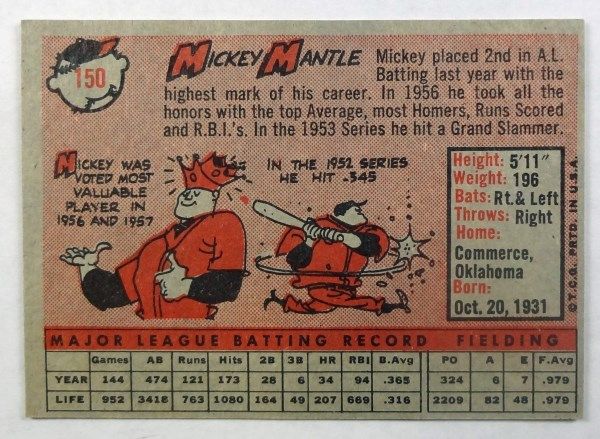 150
MICKEY MANTLE
Mickey placed 2nd in A.L.
Batting last year with the
highest mark of his career. In 1956 he took all the
honors with the top Average, most Homers, Runs Scored
and R.B.I.'s. In the 1953 Series he hit a Grand Slammer.
MICKEY WAS
VOTED MOST
VALUABLE
PLAYER IN
1956 AND 1957
IN THE 1952 SERIES
HE HIT .345
Height: 5'11"
Weight: 196
Bats: Rt.& Left
Throws: Right
Home:
Commerce,
Oklahoma
Born:
Oct. 20, 1931
©T.C.G. PRTD. IN U.S.A.
MAJOR LEAGUE BATTING RECORD FIELDING
Games AB Runs Hits 2B 3B HR RBI B.Avg PO A E F.Avg
YEAR 144 474 121 173 28 6 34 94 .365 324 6 7 .979
LIFE 952 3418 763 1080 164 49 207 669 .316 2209 82 48 .979